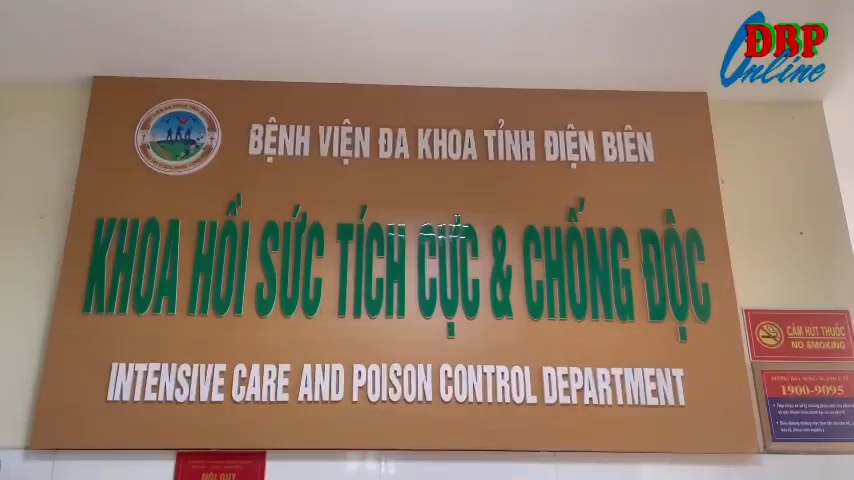 ĐBP
Online
BỆNH VIỆN ĐA KHOA TỈNH ĐIỆN BIÊN
KHOA HỒI SỨC TÍCH CỰC & CHỐNG ĐỘC
INTENSIVE CARE AND POISON CONTROL DEPARTMENT
CẤM HÚT THUỐC
NO SMOKING
1900-9095
NỘI QUY